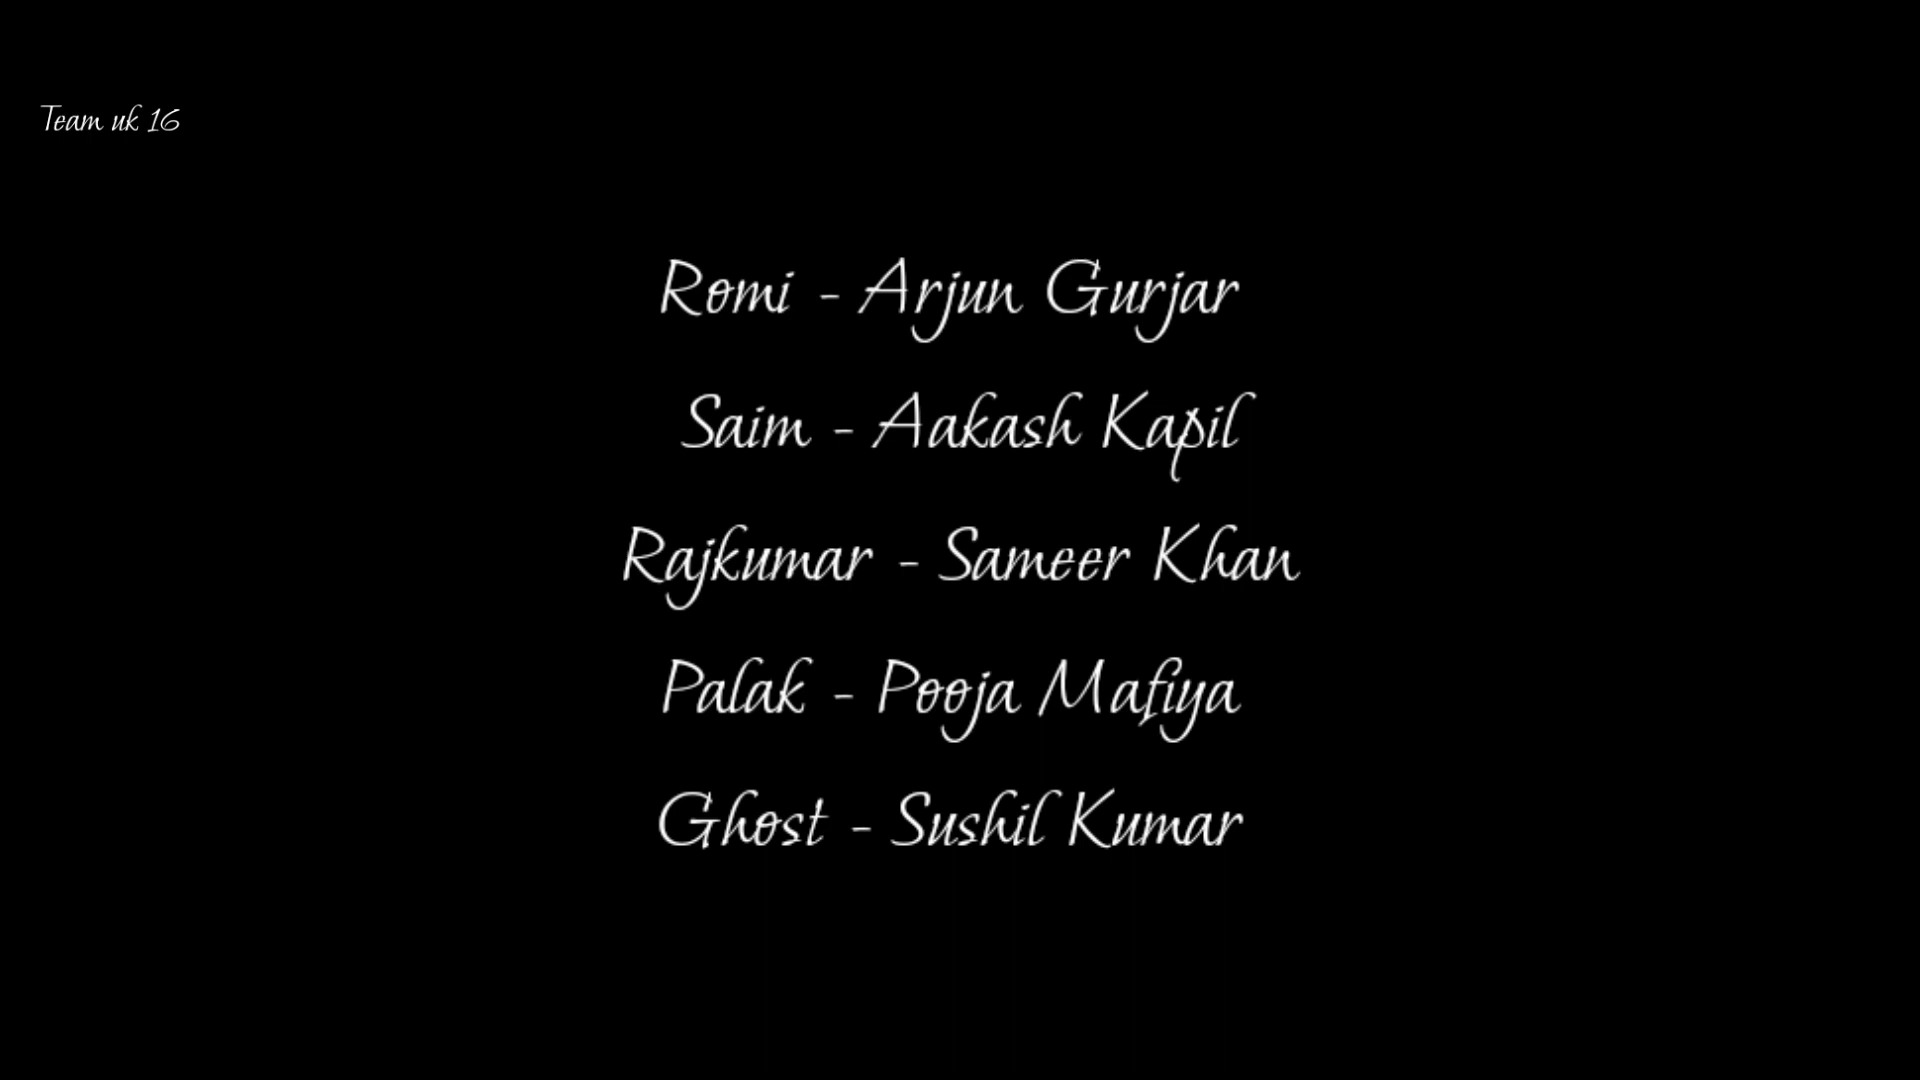 Team uk 16
Romi - Arjun Gurjar
Saim - Aakash Kapil
Rajkumar - Sameer Khan
Palak - Pooja Mafiya
Ghost - Sushil Kumar